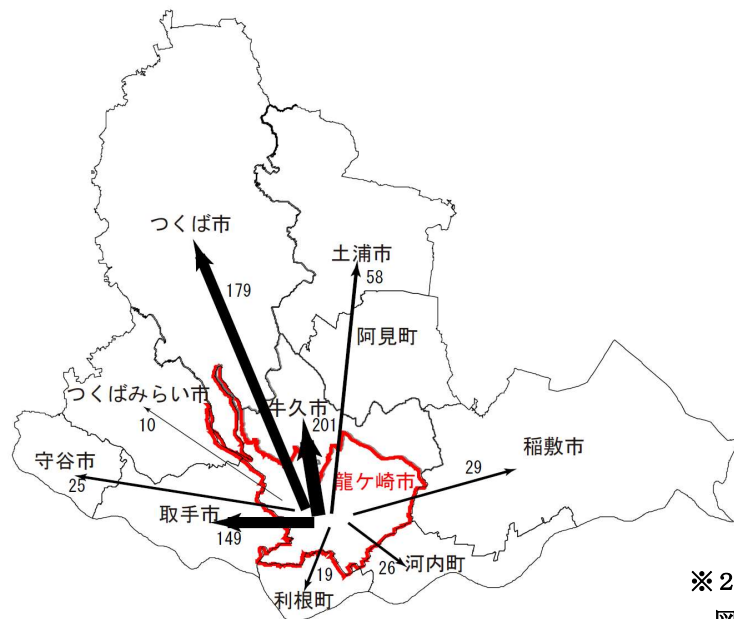 つくば市
179
土浦市
58
阿見町
つくばみらい市
10
牛久市
201
守谷市
25
龍ケ崎市
稲敷市
29
取手市
149
19
利根町
26
河内町
※2